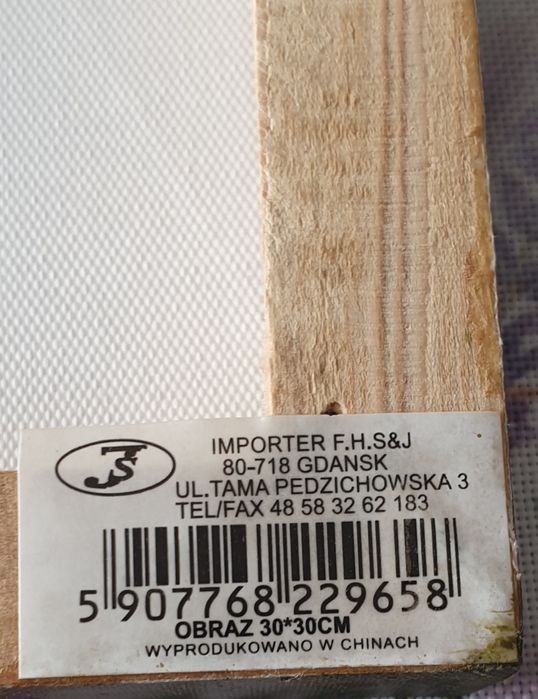 JS
IMPORTER F.H.S&J
80-718 GDANSK
UL.TAMA PEDZICHOWSKA 3
TEL/FAX 48 58 32 62 183
5 907768 229658
OBRAZ 30*30CM
WYPRODUKOWANO W CHINACH